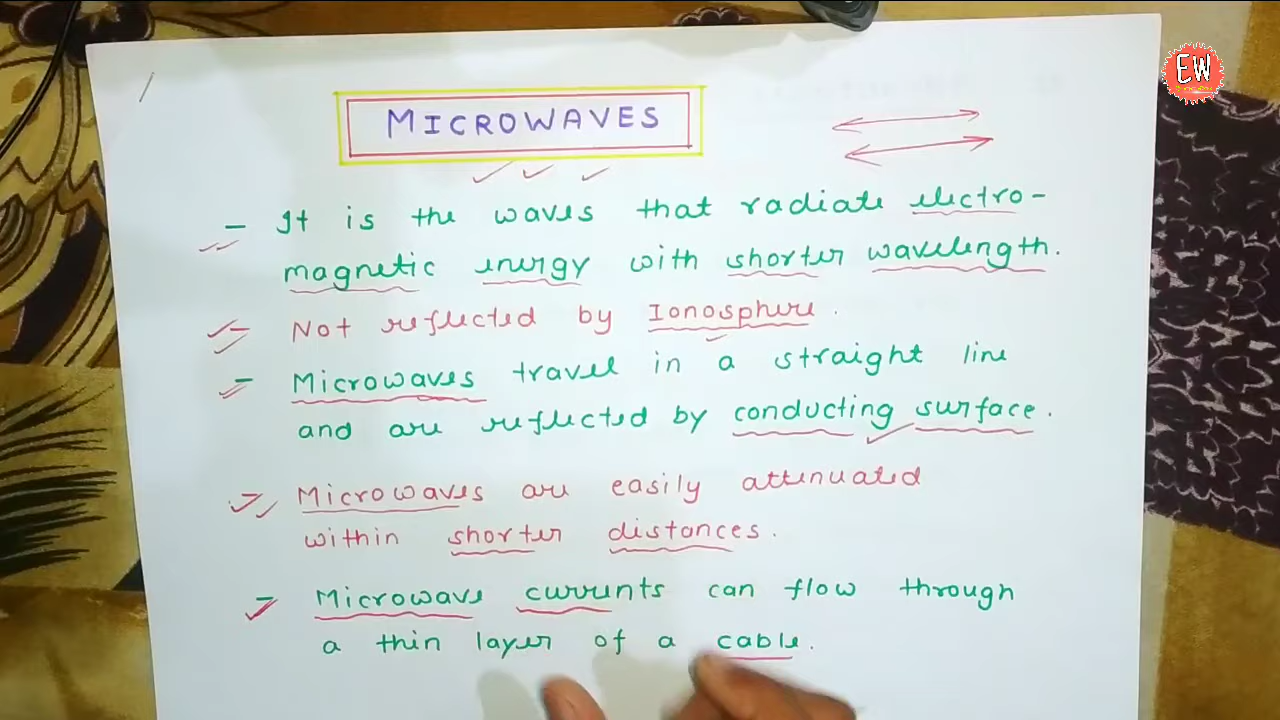 EW
MICROWAVES
- It is the waves that radiate electro-
magnetic energy with shorter wavelength.
- Not reflected by Ionosphere.
- Microwaves travel in a straight line
and are reflected by conducting surface.
- Microwaves are easily attenuated
within shorter distances.
- Microwave currents can flow through
a thin layer of a cable.